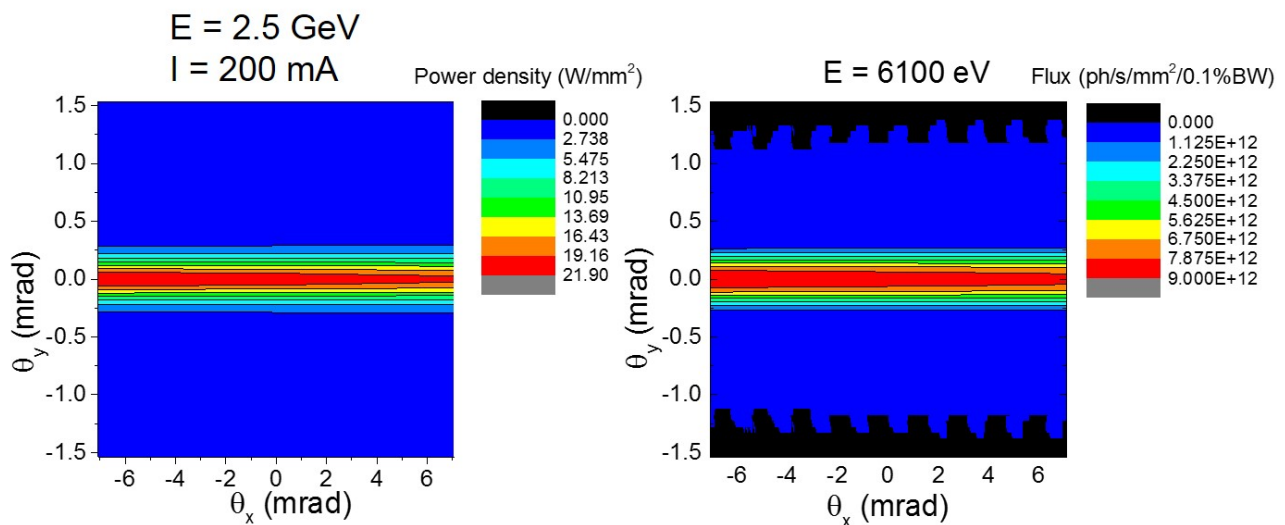 E = 2.5 GeV
I = 200 mA
Power density (W/mm²)
0.000
2.738
5.475
8.213
10.95
13.69
16.43
19.16
21.90
1.5
1.0
0.5
0.0
-0.5
-1.0
-1.5
θy (mrad)
-6 -4 -2 0 2 4 6
θx (mrad)
E = 6100 eV
Flux (ph/s/mm²/0.1%BW)
0.000
1.125E+12
2.250E+12
3.375E+12
4.500E+12
5.625E+12
6.750E+12
7.875E+12
9.000E+12
1.5
1.0
0.5
0.0
-0.5
-1.0
-1.5
θy (mrad)
-6 -4 -2 0 2 4 6
θx (mrad)